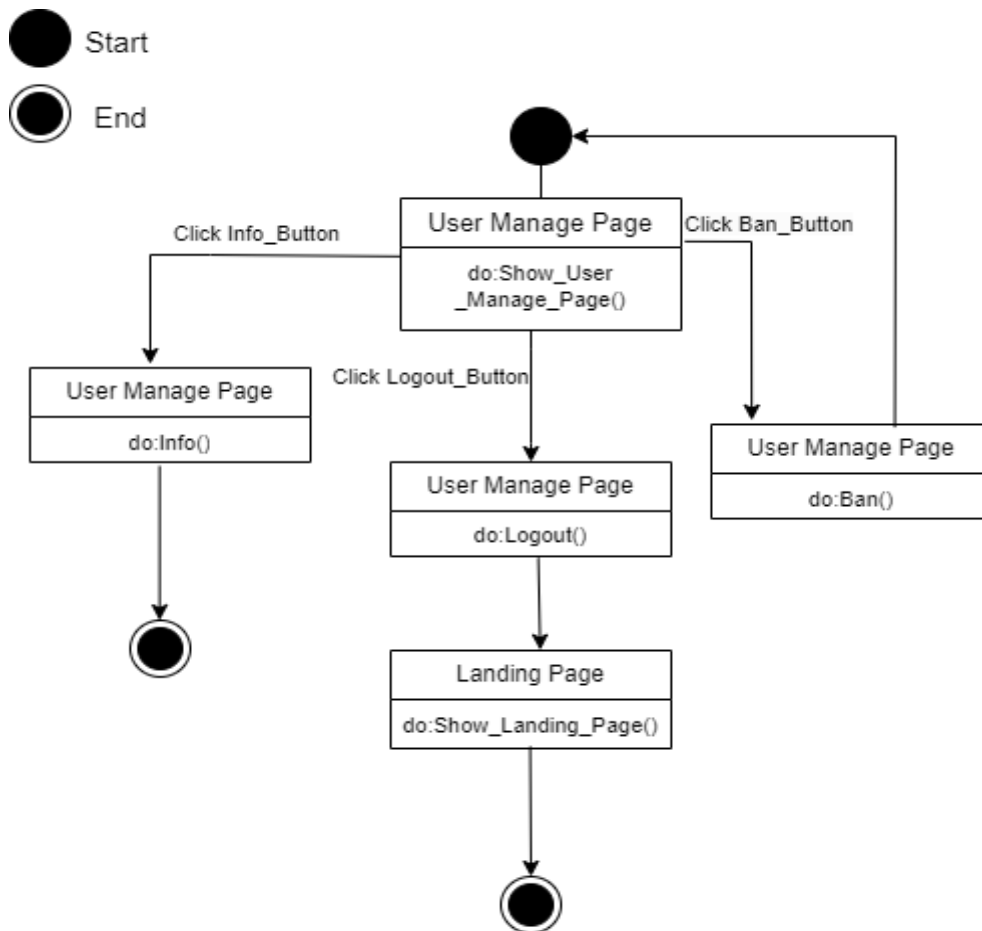 Start
End
User Manage Page
do:Show_User
_Manage_Page()
Click Info_Button
Click Ban_Button
Click Logout_Button
User Manage Page
do:Info()
User Manage Page
do:Logout()
User Manage Page
do:Ban()
Landing Page
do:Show_Landing_Page()